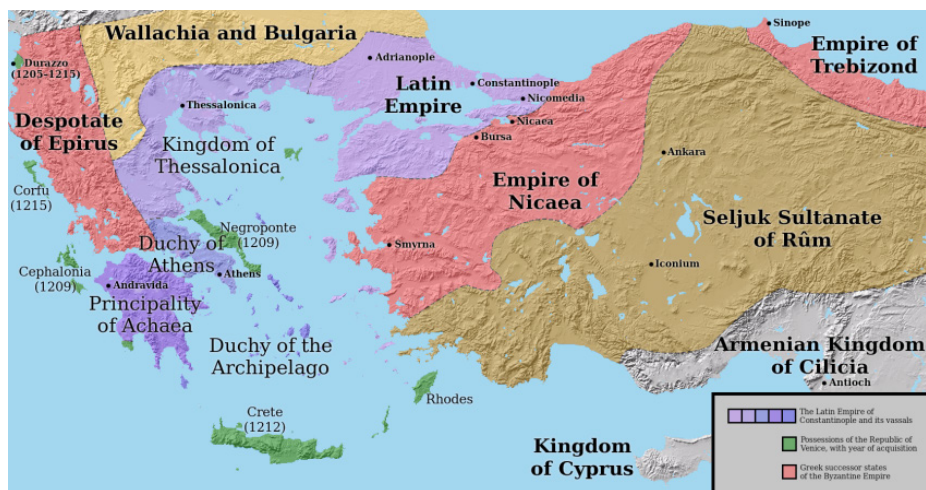 Sinope
Wallachia and Bulgaria
Empire of
Trebizond
Durazzo
(1205-1215)
Adrianople
Latin
Empire
Constantinople
Nicomedia
Thessalonica
Nicaea
Bursa
Despotate
of Epirus
Kingdom of
Thessalonica
Ankara
Empire of
Nicaea
Corfu
(1215)
Seljuk Sultanate
of Rûm
Negroponte
(1209)
Duchy of
Athens
Smyrna
Iconium
Cephalonia
(1209)
Athens
Andravida
Principality
of Achaea
Duchy of the
Archipelago
Armenian Kingdom
of Cilicia
Antioch
Rhodes
Crete
(1212)
Kingdom
of Cyprus
The Latin Empire of
Constantinople and its vassals
Possessions of the Republic of
Venice, with year of acquisition
Greek successor states
of the Byzantine Empire